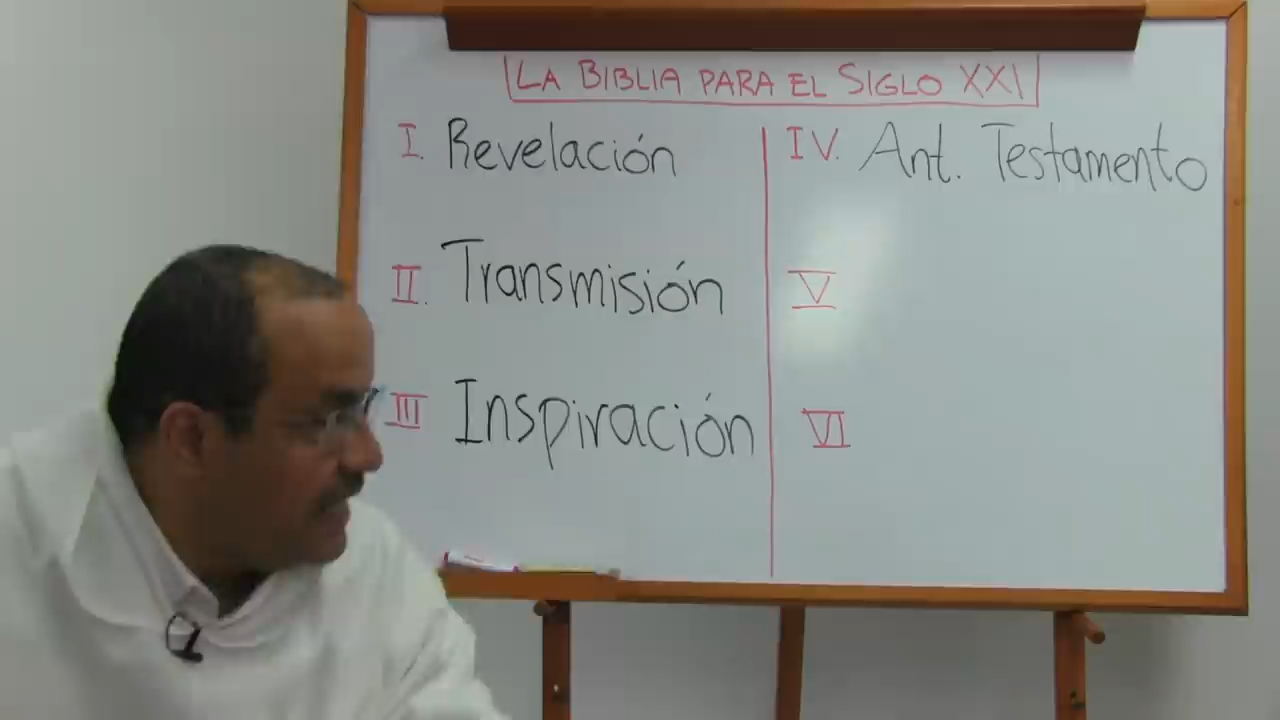 LA BIBLIA PARA EL SIGLO XXI
I. Revelación
II. Transmisión
III Inspiración
IV. Ant. Testamento
V
VI